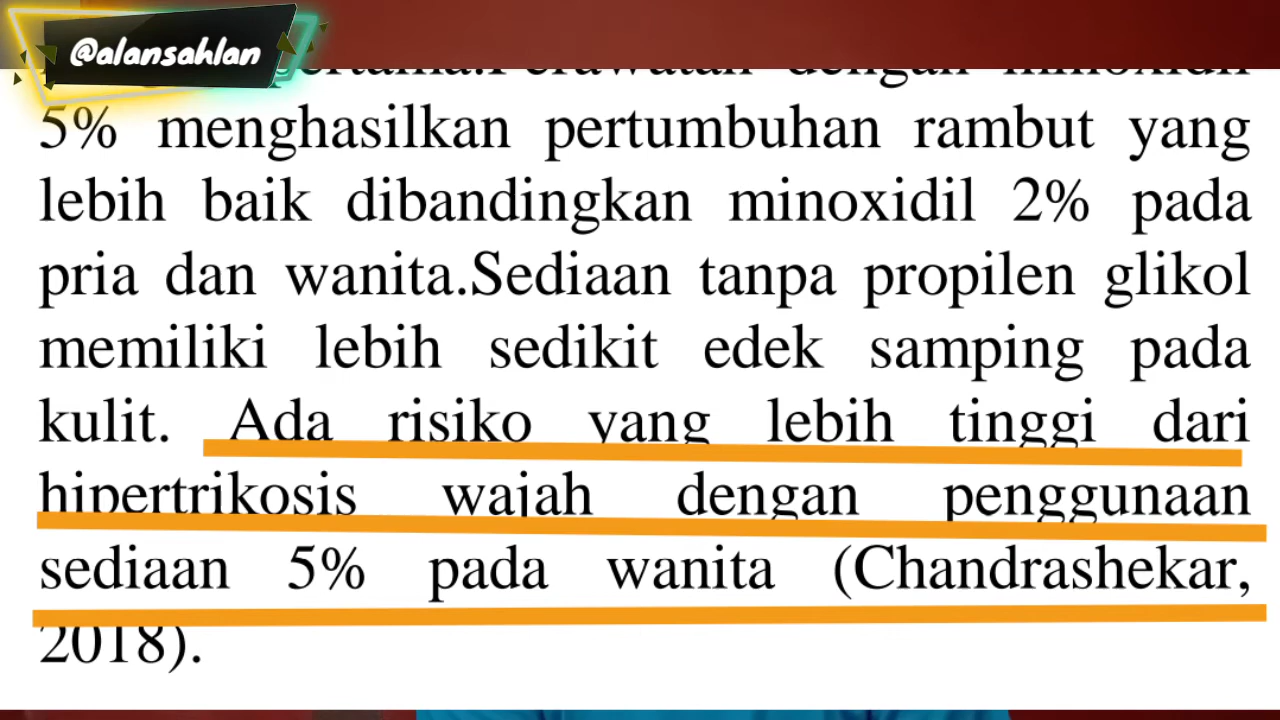 @alansahlan
dengan minoxidil
5% menghasilkan pertumbuhan rambut yang
lebih baik dibandingkan minoxidil 2% pada
pria dan wanita.Sediaan tanpa propilen glikol
memiliki lebih sedikit edek samping pada
kulit. Ada risiko yang lebih tinggi dari
hipertrikosis wajah dengan penggunaan
sediaan 5% pada wanita (Chandrashekar,
2018).